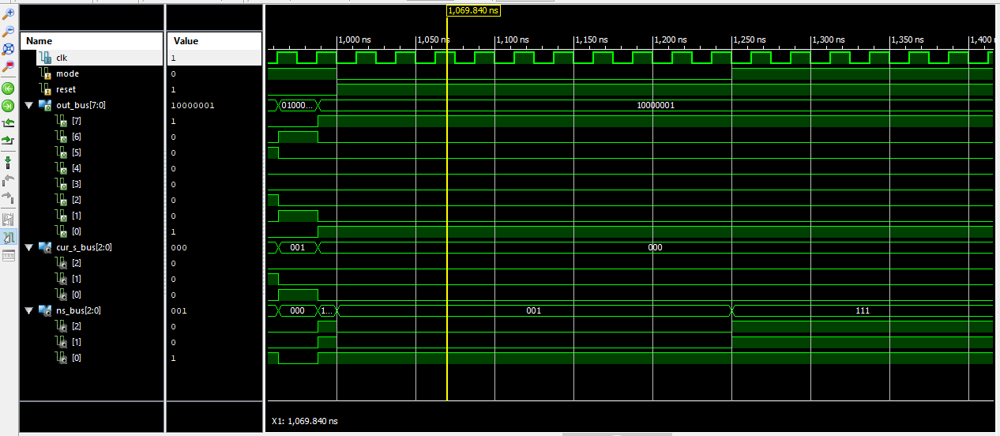 1,069.840 ns
Name Value
1,000 ns 1,050 ns 1,100 ns 1,150 ns 1,200 ns 1,250 ns 1,300 ns 1,350 ns 1,400
clk 1
mode 0
reset 1
out_bus[7:0] 10000001 01000... 10000001
[7] 1
[6] 0
[5] 0
[4] 0
[3] 0
[2] 0
[1] 0
[0] 1
cur_s_bus[2:0] 000 001 000
[2] 0
[1] 0
[0] 0
ns_bus[2:0] 001 000 1... 001 111
[2] 0
[1] 0
[0] 1
X1: 1,069.840 ns